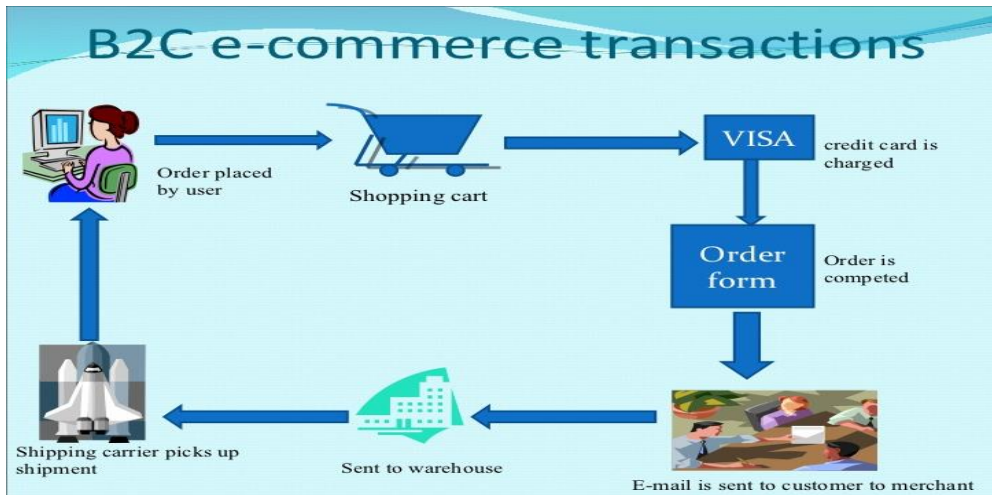 B2C e-commerce transactions
Order placed
by user
Shopping cart
VISA
credit card is
charged
Order
form
Order is
competed
Shipping carrier picks up
shipment
Sent to warehouse
E-mail is sent to customer to merchant